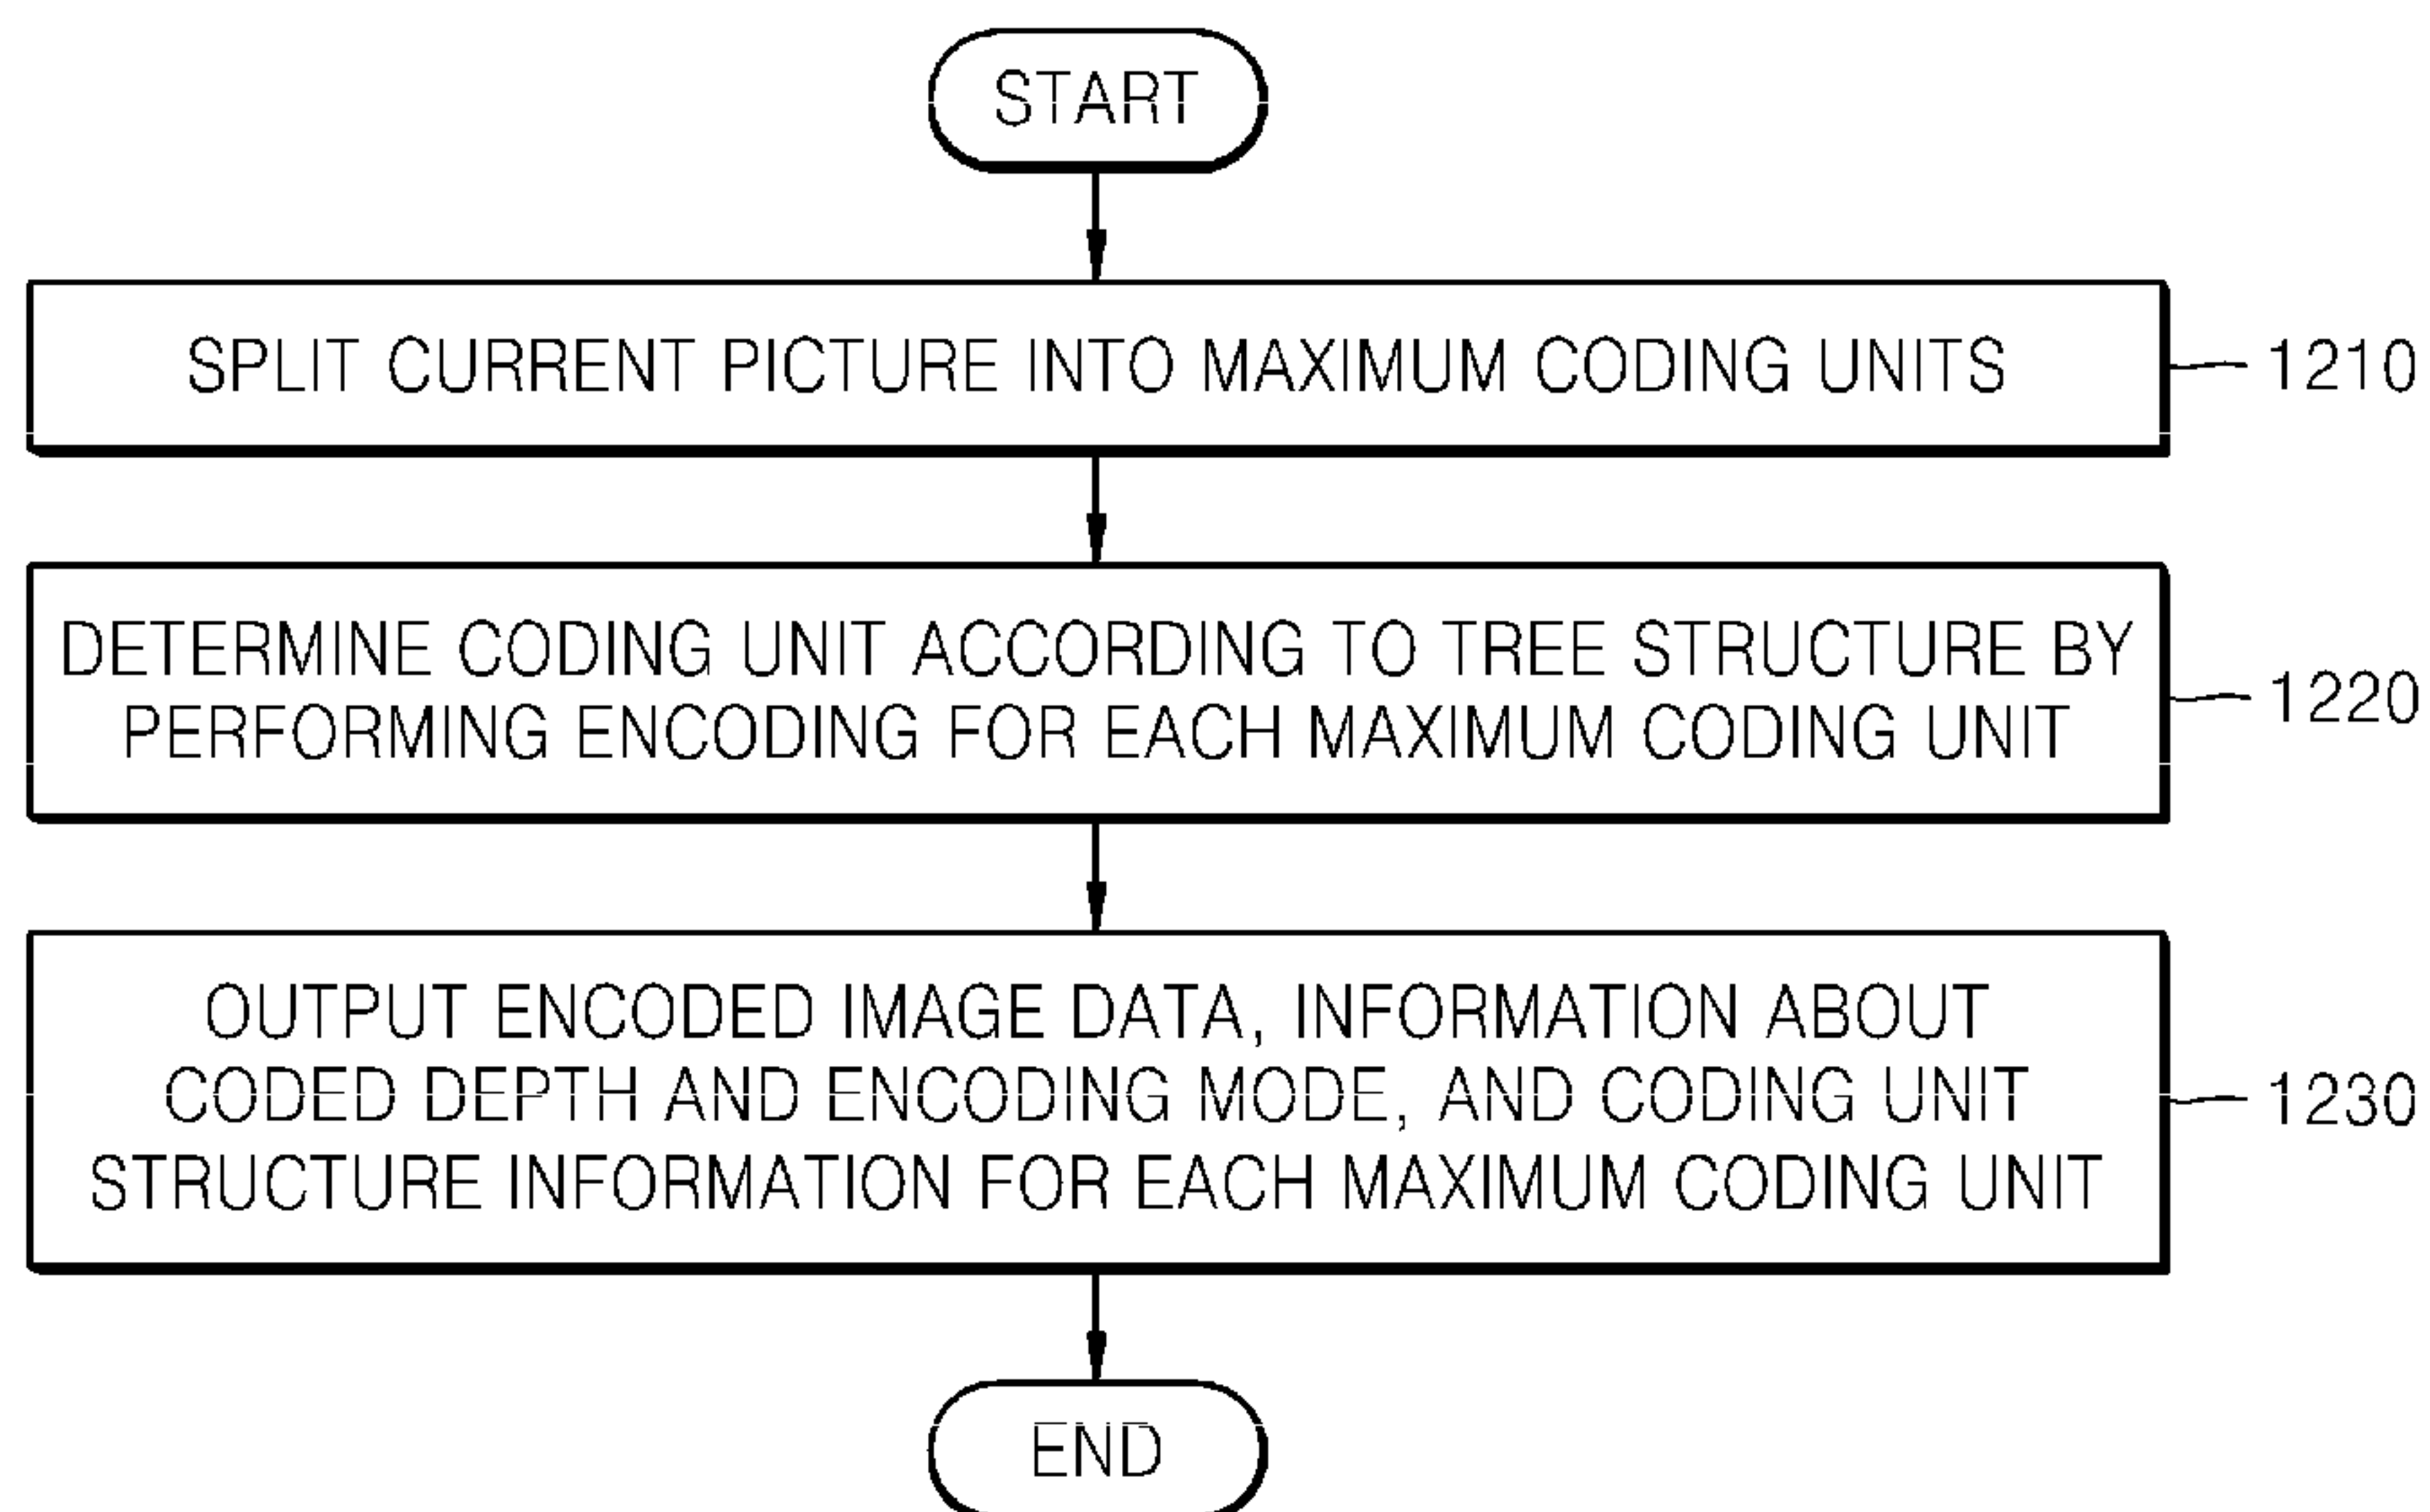 START
SPLIT CURRENT PICTURE INTO MAXIMUM CODING UNITS
1210
DETERMINE CODING UNIT ACCORDING TO TREE STRUCTURE BY
PERFORMING ENCODING FOR EACH MAXIMUM CODING UNIT
1220
OUTPUT ENCODED IMAGE DATA, INFORMATION ABOUT
CODED DEPTH AND ENCODING MODE, AND CODING UNIT
STRUCTURE INFORMATION FOR EACH MAXIMUM CODING UNIT
1230
END